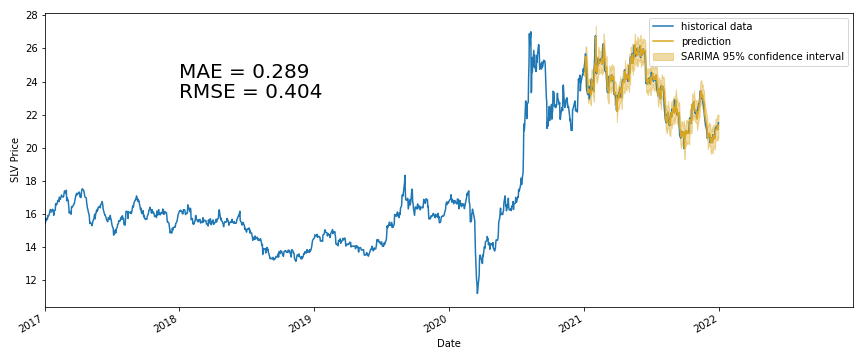 28
26
24
22
20
18
16
14
12
SLV Price
MAE = 0.289
RMSE = 0.404
historical data
prediction
SARIMA 95% confidence interval
2017
2018
2019
2020
2021
2022
Date